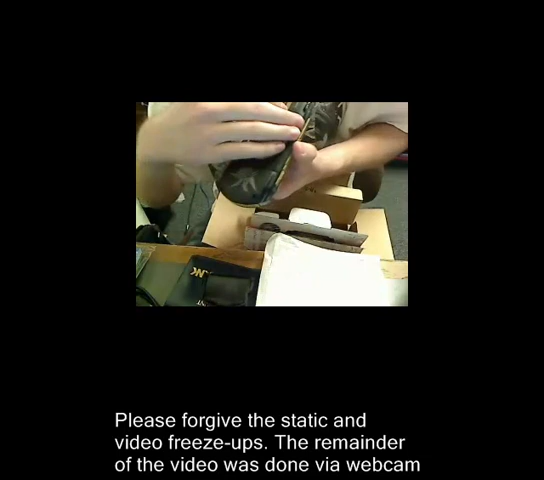 Please forgive the static and
video freeze-ups. The remainder
of the video was done via webcam